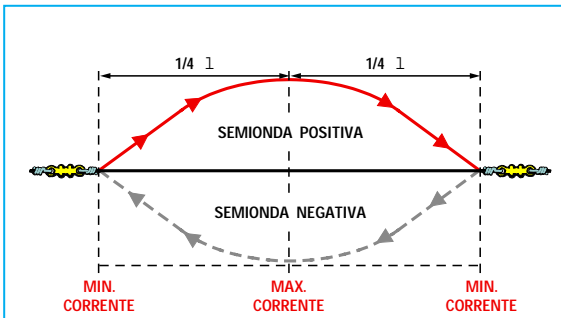 1/4 l 1/4 l
SEMIONDA POSITIVA
SEMIONDA NEGATIVA
MIN. MAX. MIN.
CORRENTE CORRENTE CORRENTE